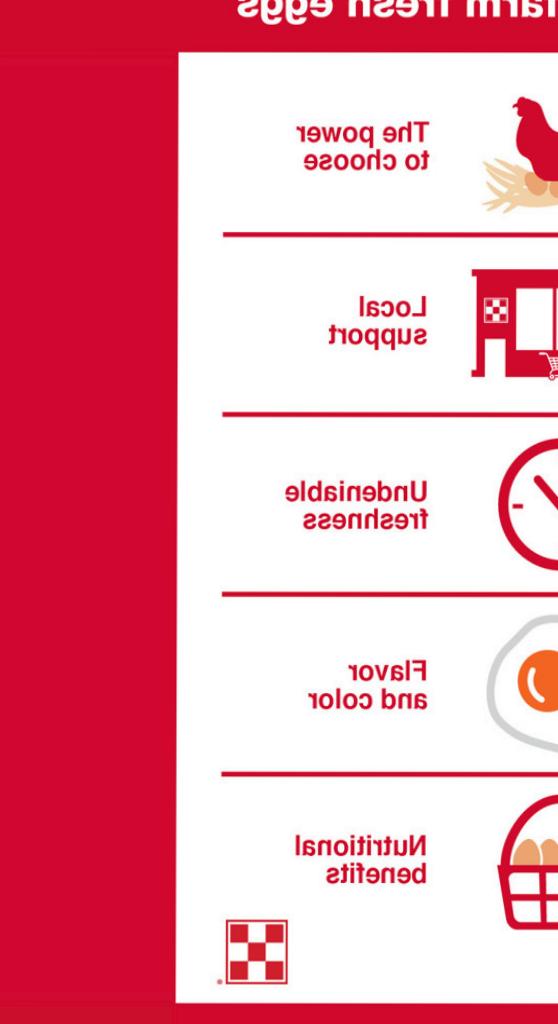 farm fresh eggs
The power
to choose
Local
support
Undeniable
freshness
Flavor
and color
Nutritional
benefits
®